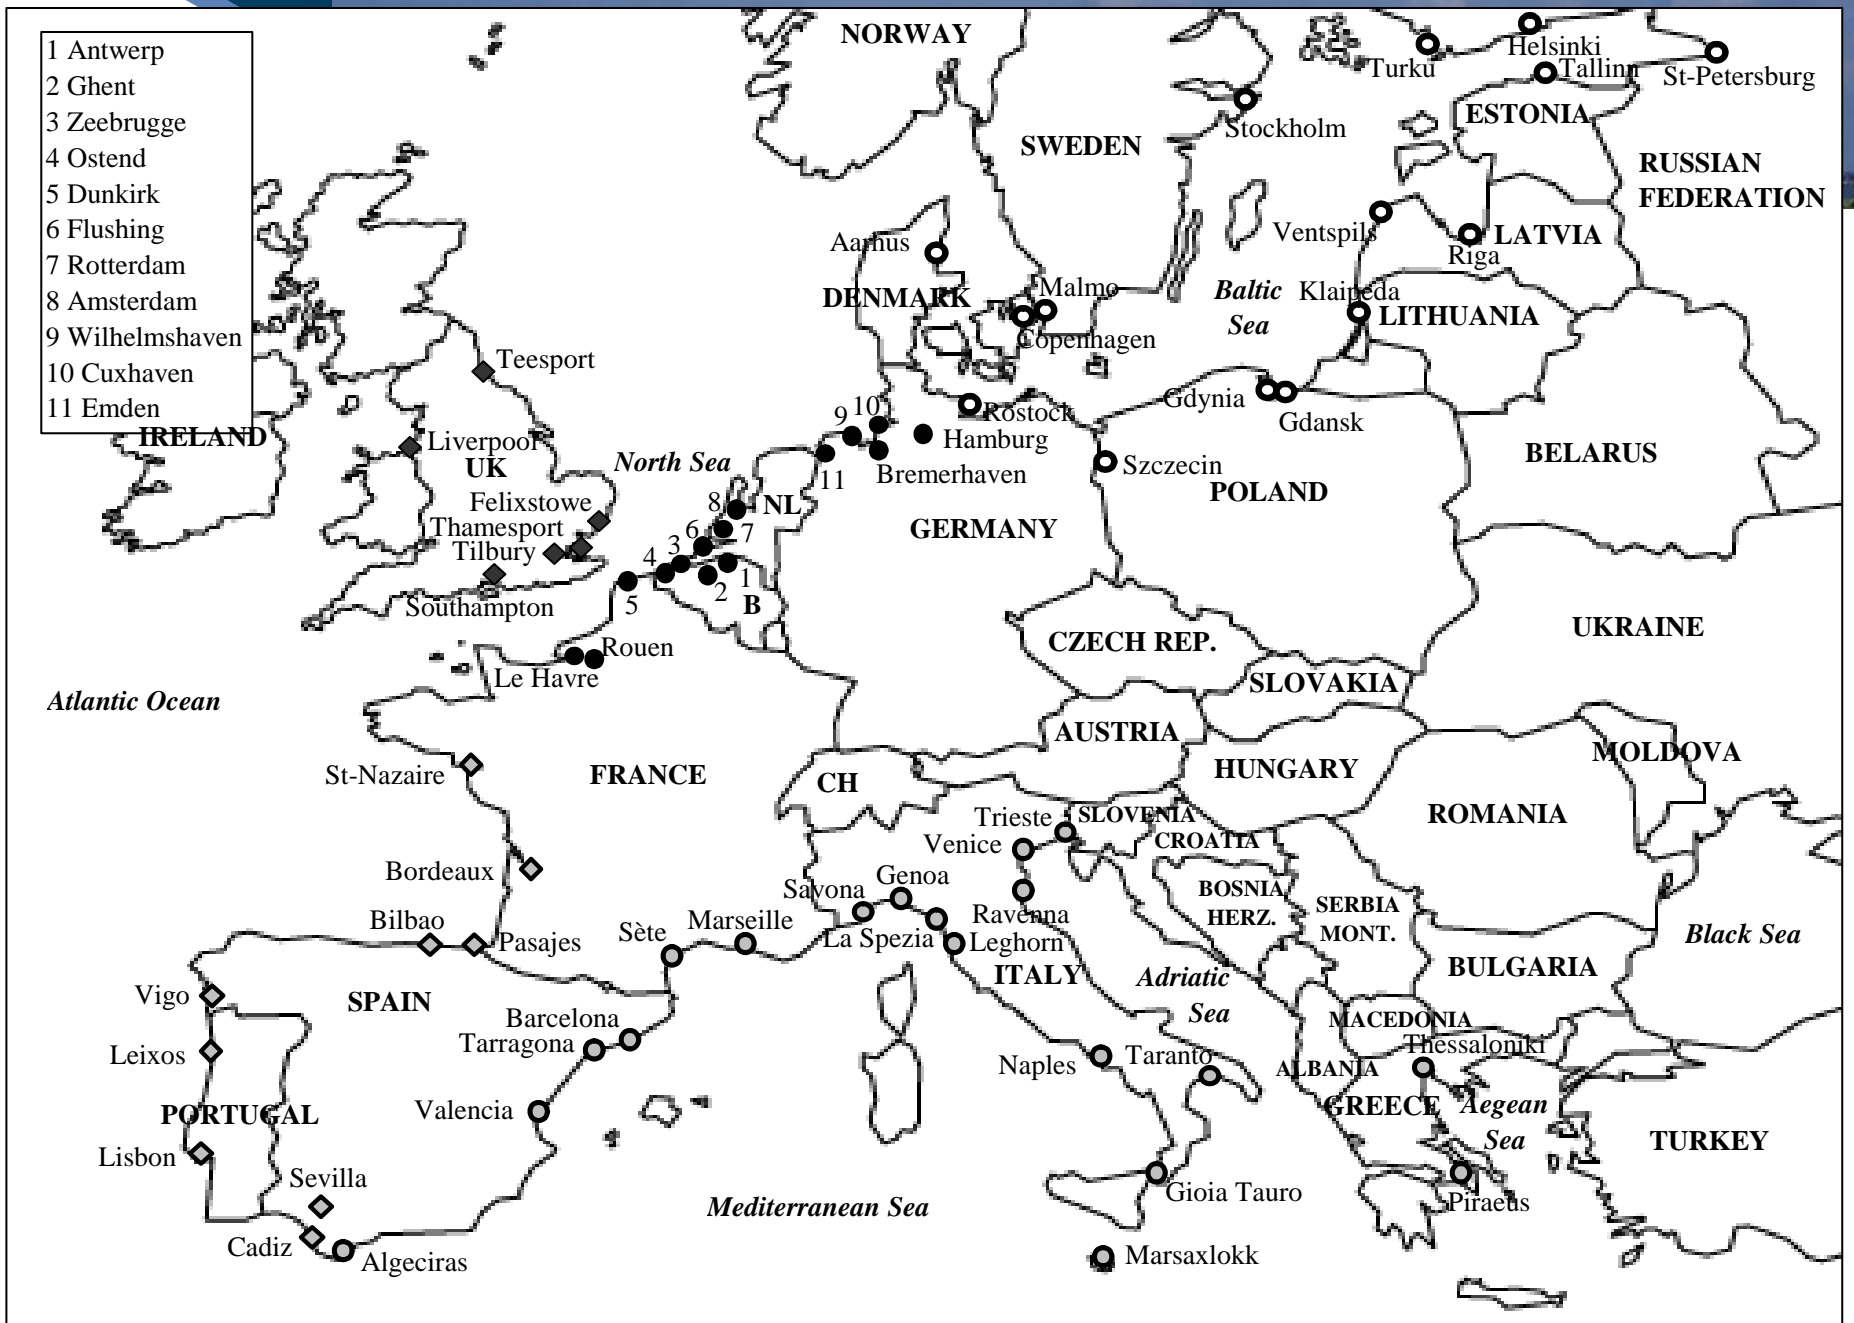 1 Antwerp
2 Ghent
3 Zeebrugge
4 Ostend
5 Dunkirk
6 Flushing
7 Rotterdam
8 Amsterdam
9 Wilhelmshaven
10 Cuxhaven
11 Emden
NORWAY
Helsinki
Turku
Tallinn
St-Petersburg
ESTONIA
Stockholm
SWEDEN
RUSSIAN
FEDERATION
Ventspils
LATVIA
Riga
Aarhus
DENMARK
Malmo
Copenhagen
Baltic
Sea
Klaipeda
LITHUANIA
Teesport
Gdynia
Gdansk
Rostock
10
9
Hamburg
IRELAND
Liverpool
UK
North Sea
11
Bremerhaven
Szczecin
POLAND
BELARUS
Felixstowe
Thamesport
Tilbury
8
NL
7
6
GERMANY
3
4
1
2
B
5
Southampton
Rouen
Le Havre
CZECH REP.
UKRAINE
SLOVAKIA
Atlantic Ocean
AUSTRIA
MOLDOVA
St-Nazaire
FRANCE
CH
HUNGARY
ROMANIA
Trieste
SLOVENIA
CROATIA
Venice
Bordeaux
Savona
Genoa
BOSNIA
HERZ.
SERBIA
MONT.
Ravenna
Bilbao
Pasajes
Sète
Marseille
La Spezia
Leghorn
Black Sea
ITALY
Adriatic
Sea
BULGARIA
Vigo
SPAIN
Barcelona
Tarragona
MACEDONIA
Thessaloniki
Leixos
Naples
Taranto
ALBANIA
GREECE
Aegean
Sea
Valencia
PORTUGAL
TURKEY
Lisbon
Sevilla
Mediterranean Sea
Gioia Tauro
Piraeus
Cadiz
Algeciras
Marsaxlokk